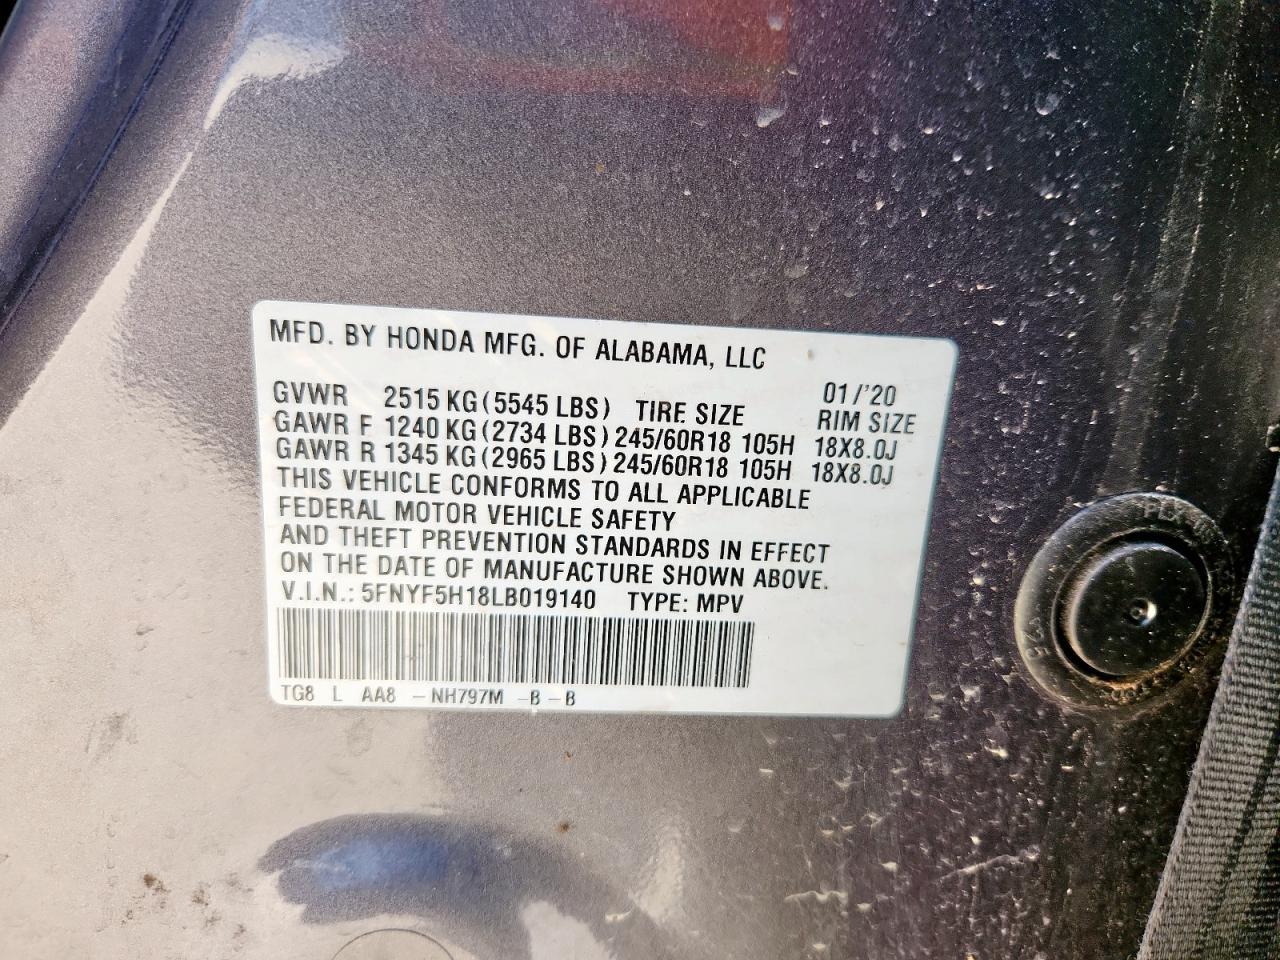 MFD. BY HONDA MFG. OF ALABAMA, LLC
01/'20
GVWR 2515 KG (5545 LBS) TIRE SIZE RIM SIZE
GAWR F 1240 KG (2734 LBS) 245/60R18 105H 18X8.0J
GAWR R 1345 KG (2965 LBS) 245/60R18 105H 18X8.0J
THIS VEHICLE CONFORMS TO ALL APPLICABLE
FEDERAL MOTOR VEHICLE SAFETY
AND THEFT PREVENTION STANDARDS IN EFFECT
ON THE DATE OF MANUFACTURE SHOWN ABOVE.
V.I.N.: 5FNYF5H18LB019140 TYPE: MPV
TG8 L AA8 - NH797M - B - B